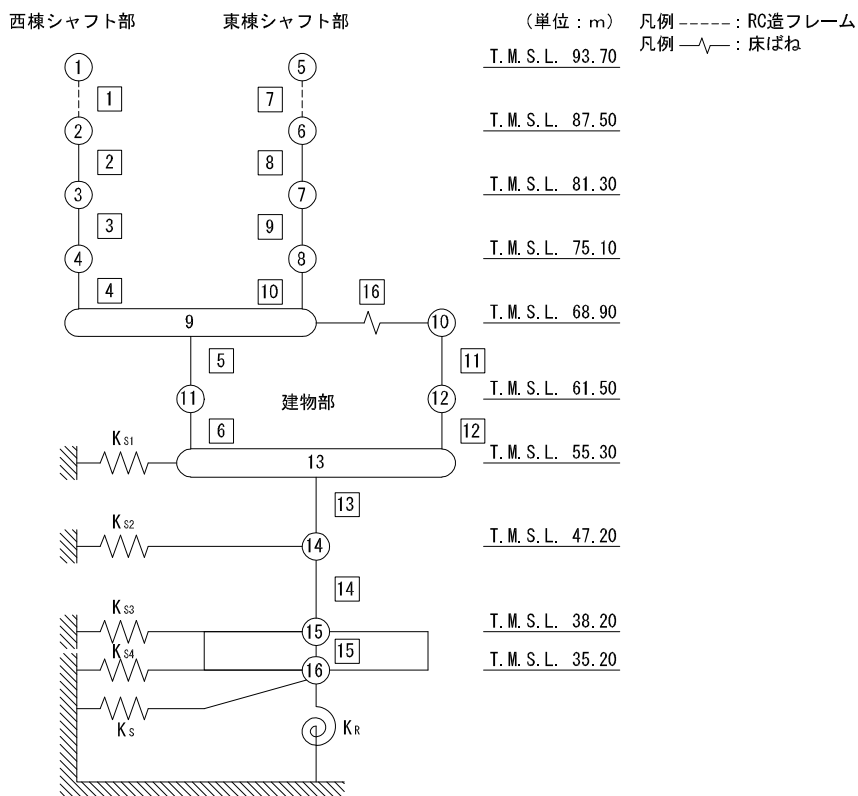 西棟シャフト部 東棟シャフト部 (単位：m) 凡例 -----：RC造フレーム
凡例 ：床ばね
1 5 T.M.S.L. 93.70
1 7
2 6 T.M.S.L. 87.50
2 8
3 7 T.M.S.L. 81.30
3 9
4 8 T.M.S.L. 75.10
4 10 16
9 10 T.M.S.L. 68.90
5 11
11 建物部 12 T.M.S.L. 61.50
6 12
KS1 13 T.M.S.L. 55.30
13
KS2 14 T.M.S.L. 47.20
14
KS3 15 T.M.S.L. 38.20
15
KS4 16 T.M.S.L. 35.20
KS KR